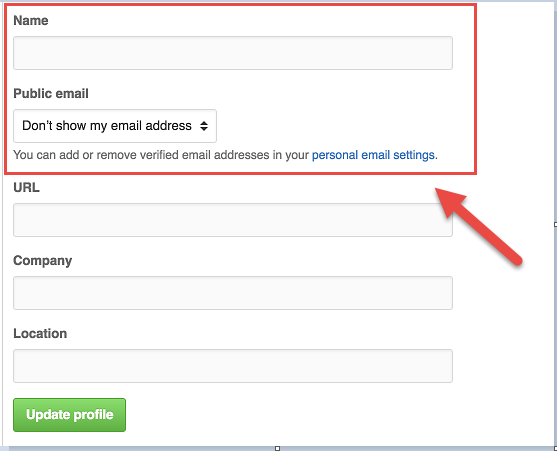 Name
Public email
Don't show my email address
You can add or remove verified email addresses in your personal email settings.
URL
Company
Location
Update profile